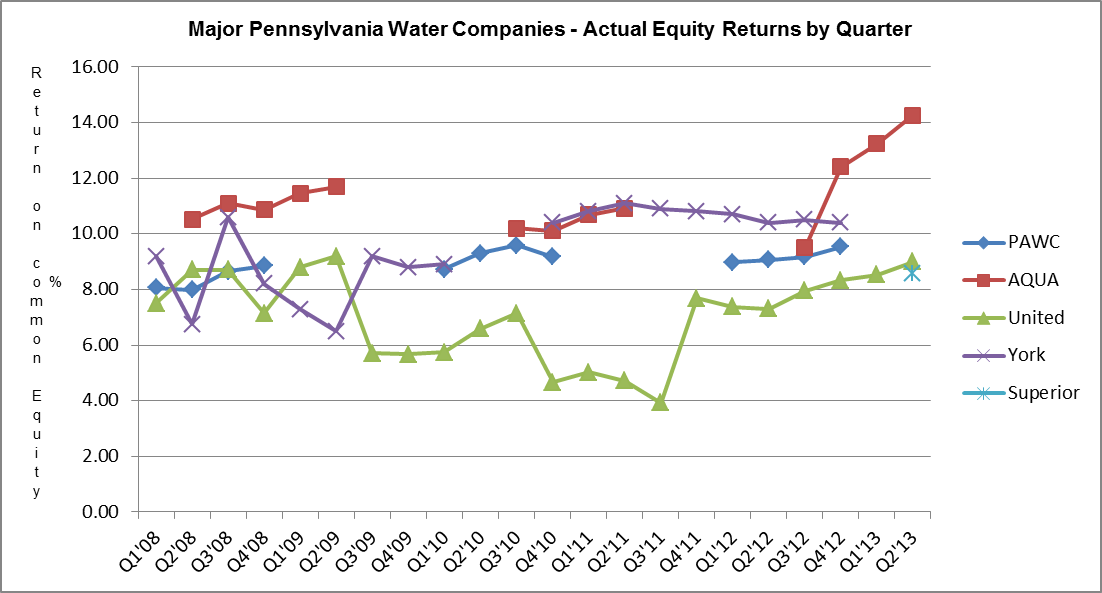 Major Pennsylvania Water Companies - Actual Equity Returns by Quarter
Return on common Equity
%
16.00
14.00
12.00
10.00
8.00
6.00
4.00
2.00
0.00
Q1'08
Q2'08
Q3'08
Q4'08
Q1'09
Q2'09
Q3'09
Q4'09
Q1'10
Q2'10
Q3'10
Q4'10
Q1'11
Q2'11
Q3'11
Q4'11
Q1'12
Q2'12
Q3'12
Q4'12
Q1'13
Q2'13
PAWC
AQUA
United
York
Superior